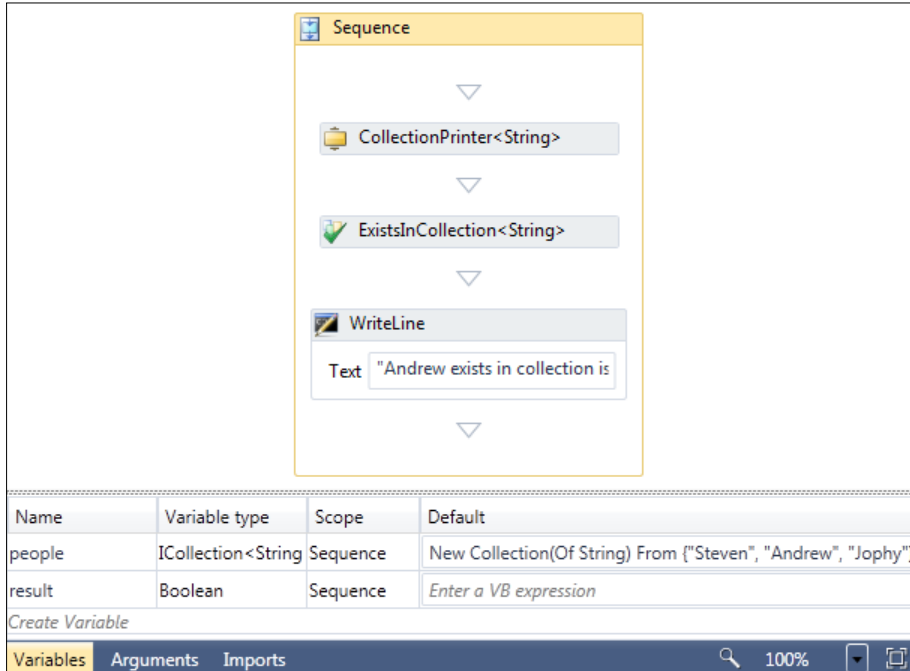 Sequence
CollectionPrinter<String>
ExistsInCollection<String>
WriteLine
Text "Andrew exists in collection is
Name Variable type Scope Default
people ICollection<String Sequence New Collection(Of String) From {"Steven", "Andrew", "Jophy"}
result Boolean Sequence Enter a VB expression
Create Variable
Variables Arguments Imports 100%